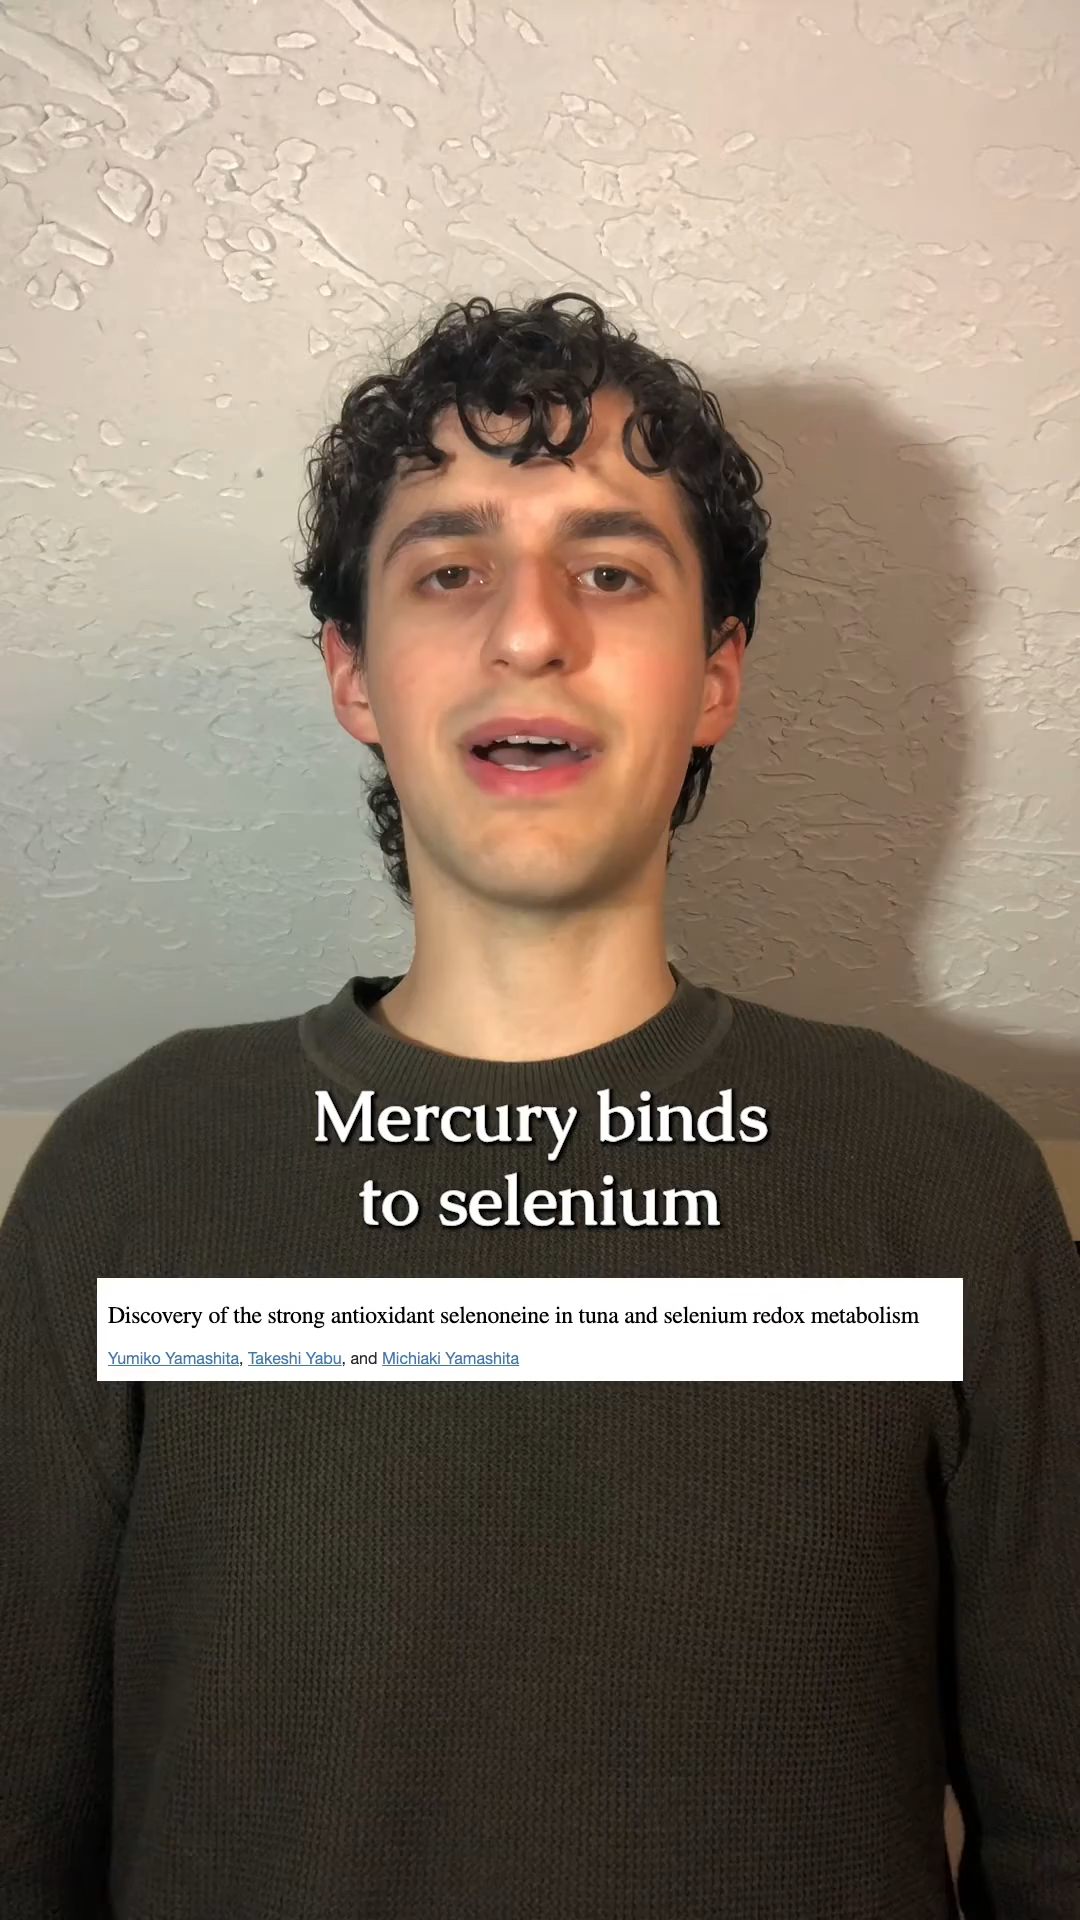 Mercury binds
to selenium
Discovery of the strong antioxidant selenoneine in tuna and selenium redox metabolism
Yumiko Yamashita, Takeshi Yabu, and Michiaki Yamashita